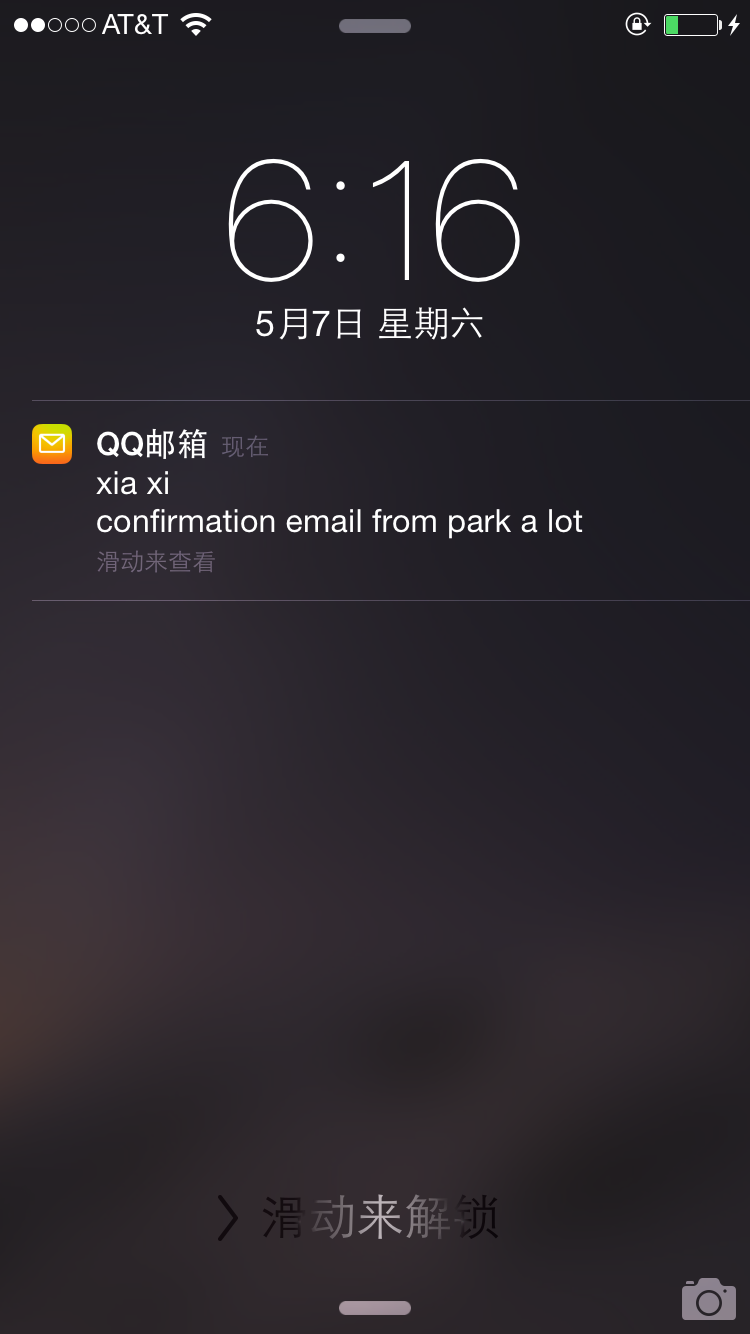 AT&T
6:16
5月7日 星期六
QQ邮箱 现在
xia xi
confirmation email from park a lot
滑动来查看
滑动来解锁